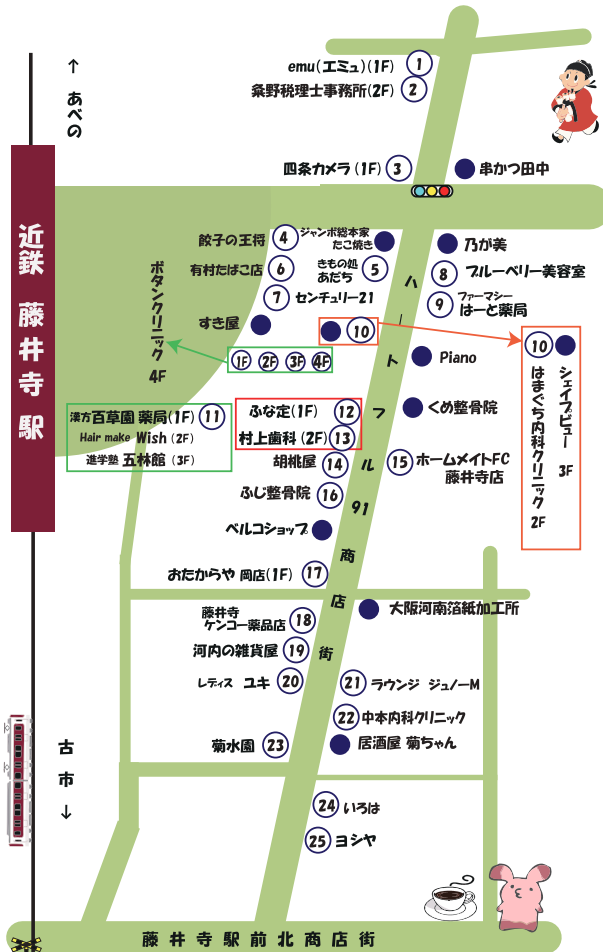 ↑ あべの
emu(エミュ)(1F) 1
粂野税理士事務所(2F) 2
四条カメラ (1F) 3
串かつ田中
近鉄 藤井寺 駅
餃子の王将 4
ジャンボ総本家
たこ焼き
乃が美
有村たばこ店 6
きもの処
あだち 5
8 ブルーベリー美容室
7 センチュリー21
9 ファーマシー
はーと薬局
すき屋
10
ボタンクリニック 4F
1F 2F 3F 4F
Piano
10 はまぐち内科クリニック 2F
シェイプビュー 3F
漢方百草園 薬局(1F) 11
Hair make Wish (2F)
進学塾 五林館 (3F)
ふな定(1F) 12
村上歯科 (2F) 13
くめ整骨院
胡桃屋 14
15 ホームメイトFC
藤井寺店
ふじ整骨院 16
ベルコショップ
ハートフル91商店街
おたからや 岡店(1F) 17
大阪河南箔紙加工所
藤井寺
ケンコー薬品店 18
河内の雑貨屋 19
レディス ユキ 20
21 ラウンジ ジュノーM
22 中本内科クリニック
菊水園 23
居酒屋 菊ちゃん
古市 ↓
24 いろは
25 ヨシヤ
藤井寺駅前北商店街